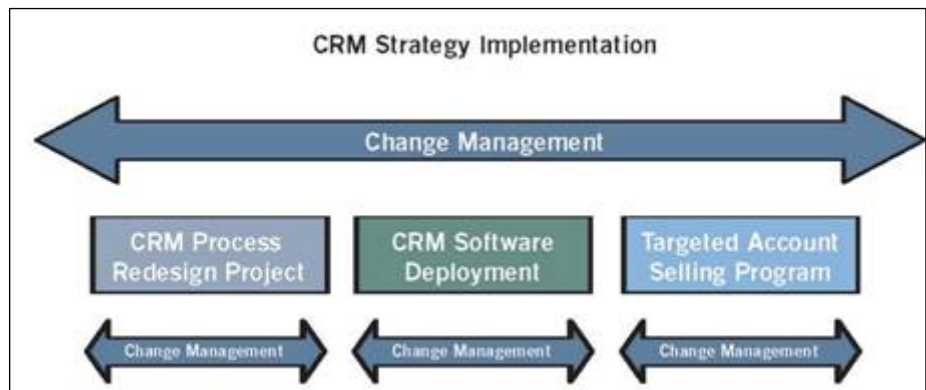 CRM Strategy Implementation
Change Management
CRM Process
Redesign Project
CRM Software
Deployment
Targeted Account
Selling Program
Change Management
Change Management
Change Management